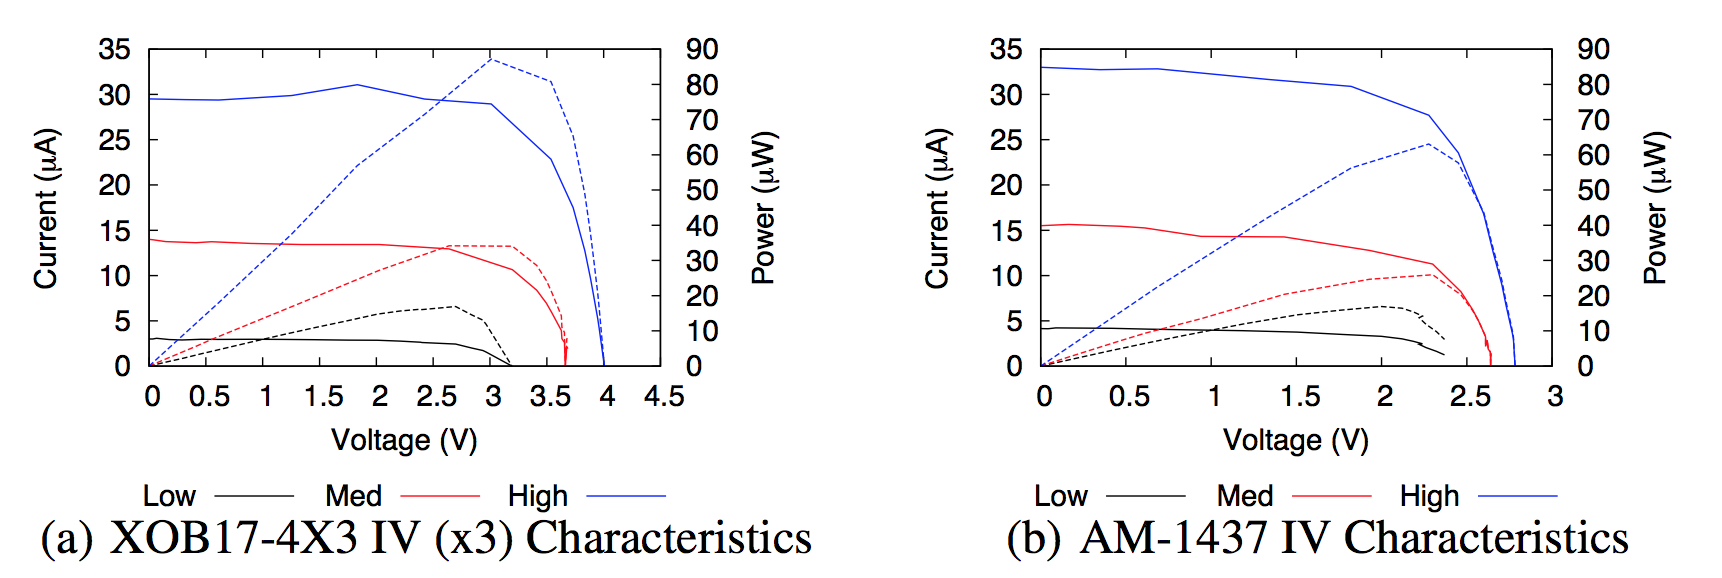 35 90 35 90
80 80
30 30
70 70
25 25
60 60
20 50 20 50
15 40 15 40
30 30
10 10
20 20
5 5
10 10
0 0 0 0
Current (μA) Power (μW) Current (μA) Power (μW)
0 0.5 1 1.5 2 2.5 3 3.5 4 4.5 0 0.5 1 1.5 2 2.5 3
Voltage (V) Voltage (V)
Low Med High Low Med High
(a) XOB17-4X3 IV (x3) Characteristics (b) AM-1437 IV Characteristics